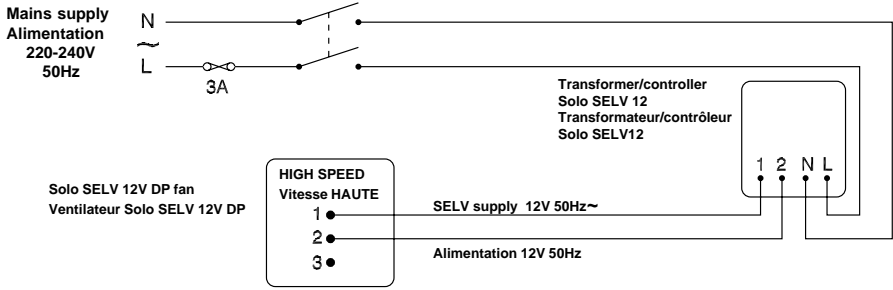 Mains supply
Alimentation
220-240V
50Hz
N
~
L
3A
Transformer/controller
Solo SELV 12
Transformateur/contrôleur
Solo SELV12
1 2 N L
Solo SELV 12V DP fan
Ventilateur Solo SELV 12V DP
HIGH SPEED
Vitesse HAUTE
1
2
3
SELV supply 12V 50Hz~
Alimentation 12V 50Hz